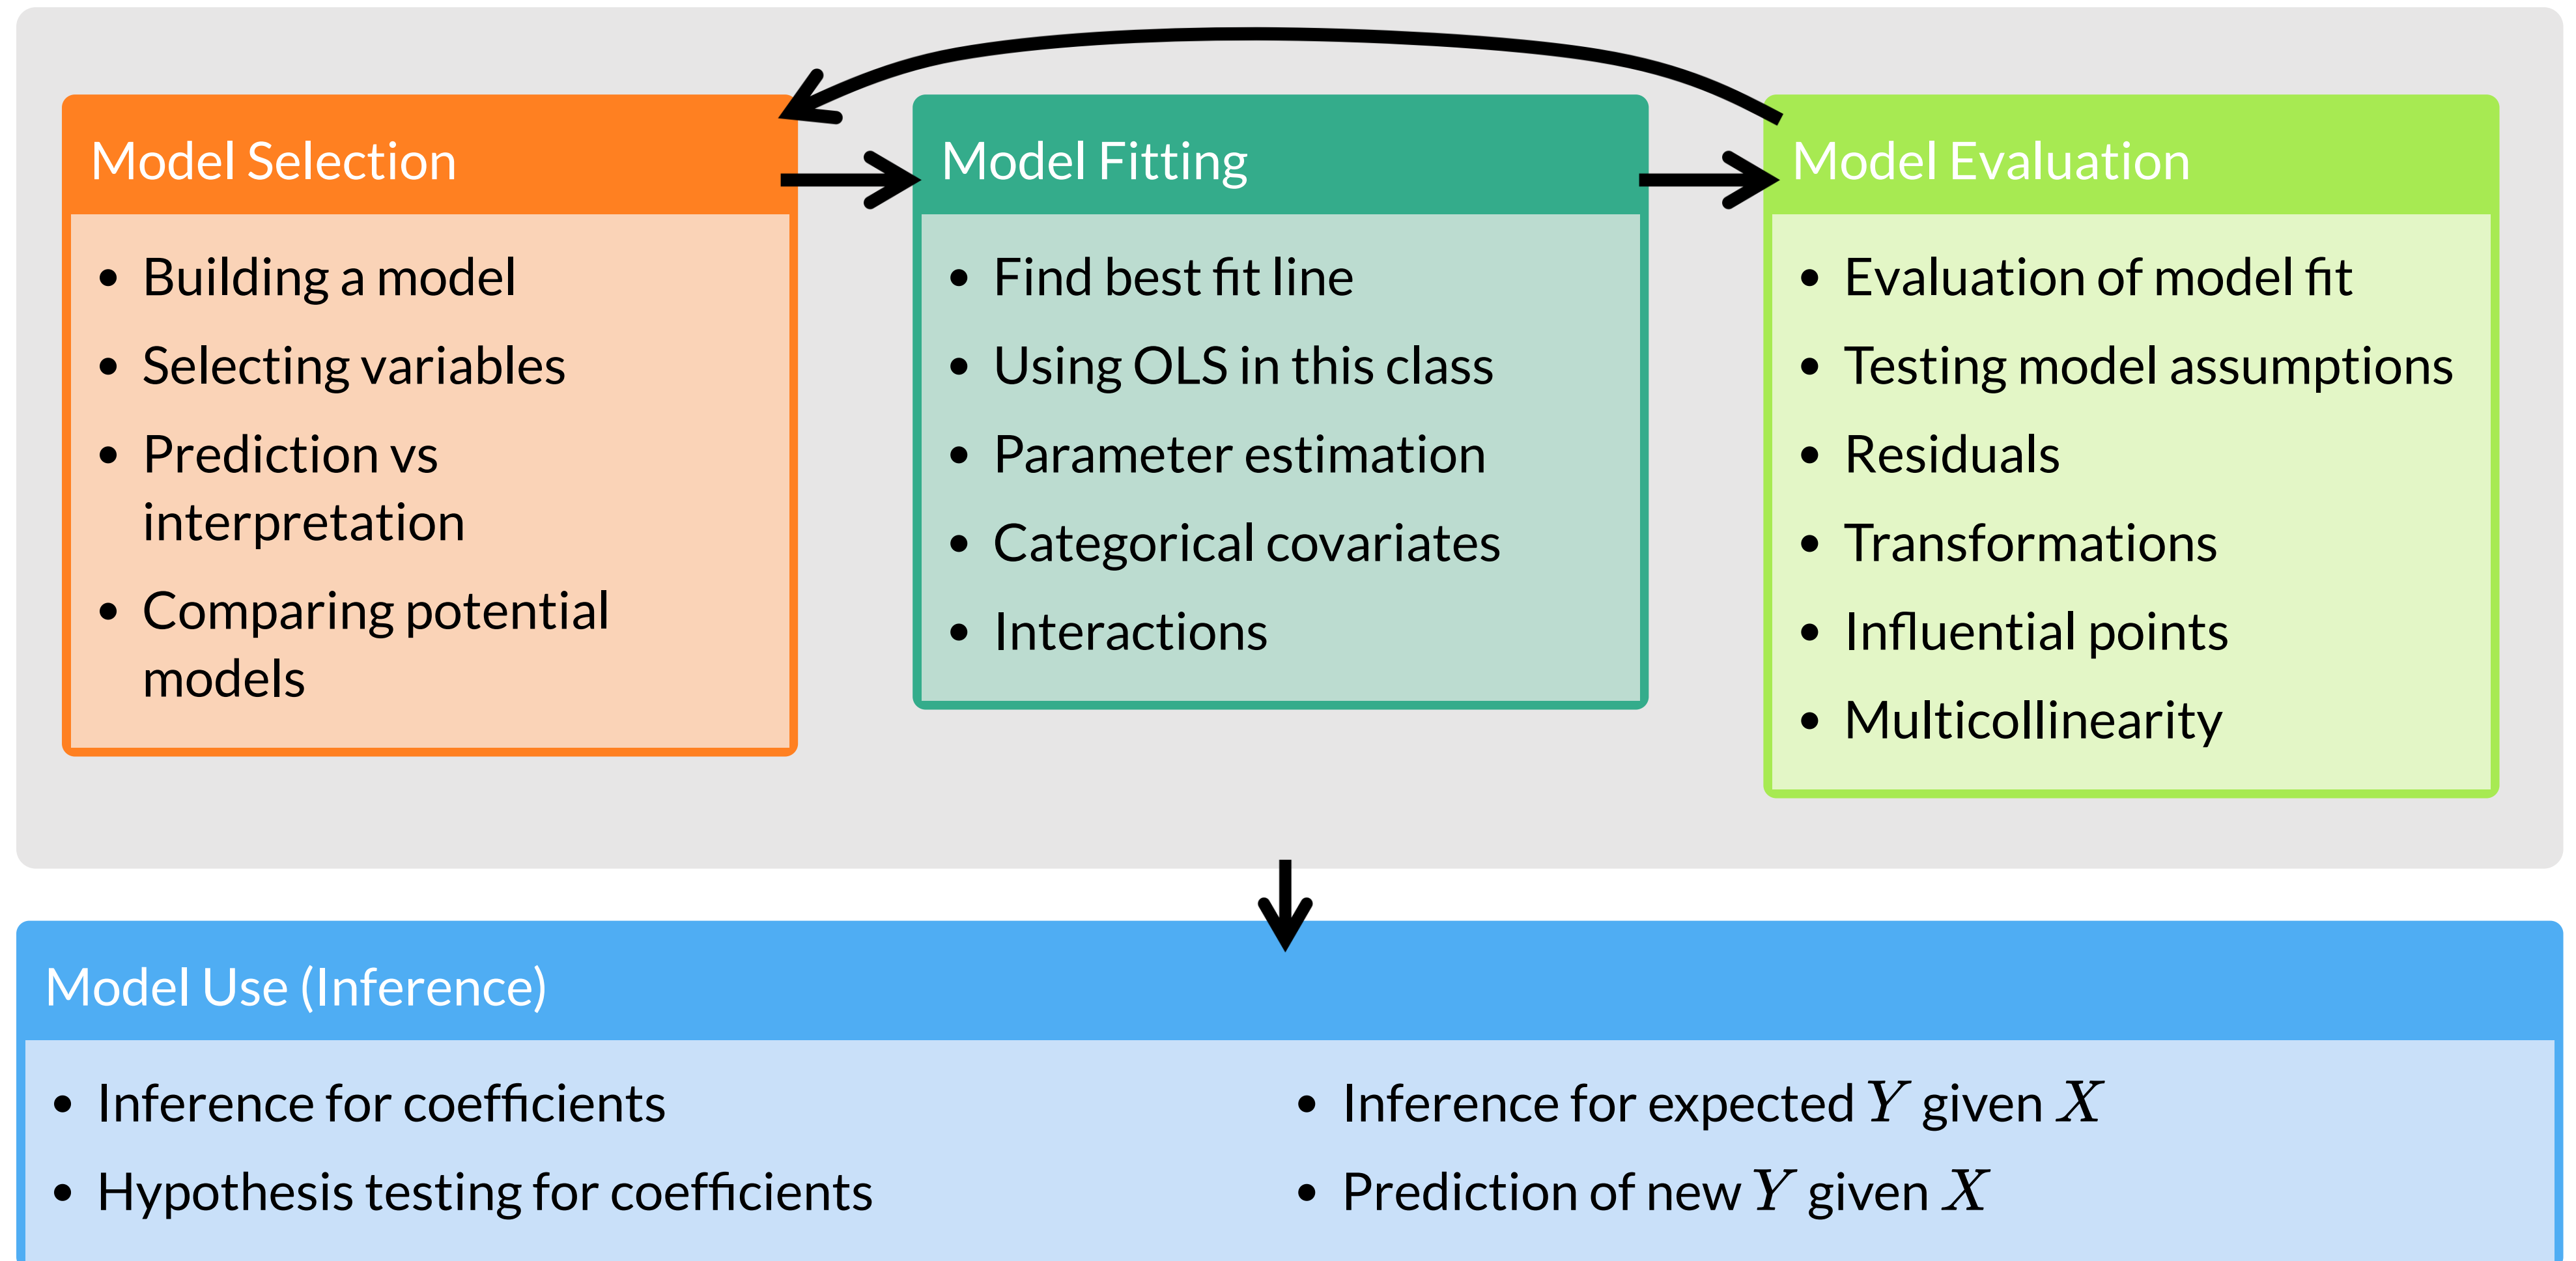 Model Selection
• Building a model
• Selecting variables
• Prediction vs
interpretation
• Comparing potential
models
Model Fitting
• Find best fit line
• Using OLS in this class
• Parameter estimation
• Categorical covariates
• Interactions
Model Evaluation
• Evaluation of model fit
• Testing model assumptions
• Residuals
• Transformations
• Influential points
• Multicollinearity
Model Use (Inference)
• Inference for coefficients
• Hypothesis testing for coefficients
• Inference for expected Y given X
• Prediction of new Y given X